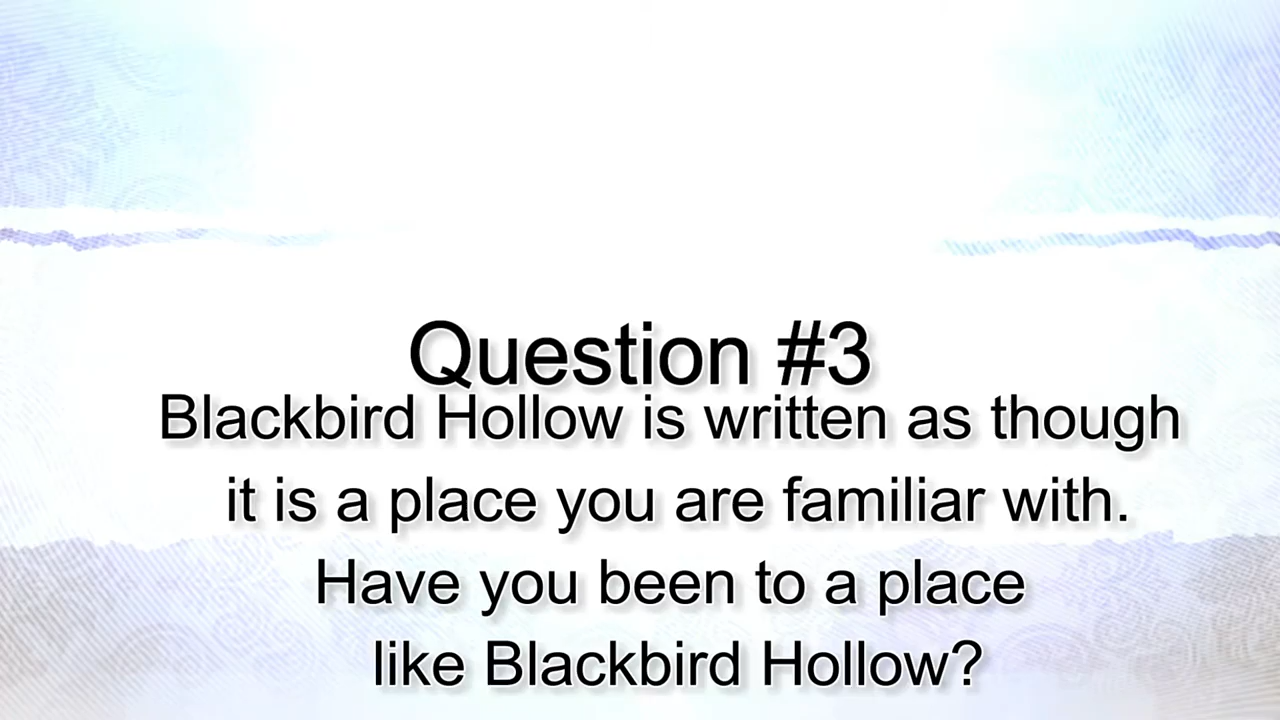 Question #3
Blackbird Hollow is written as though
it is a place you are familiar with.
Have you been to a place
like Blackbird Hollow?